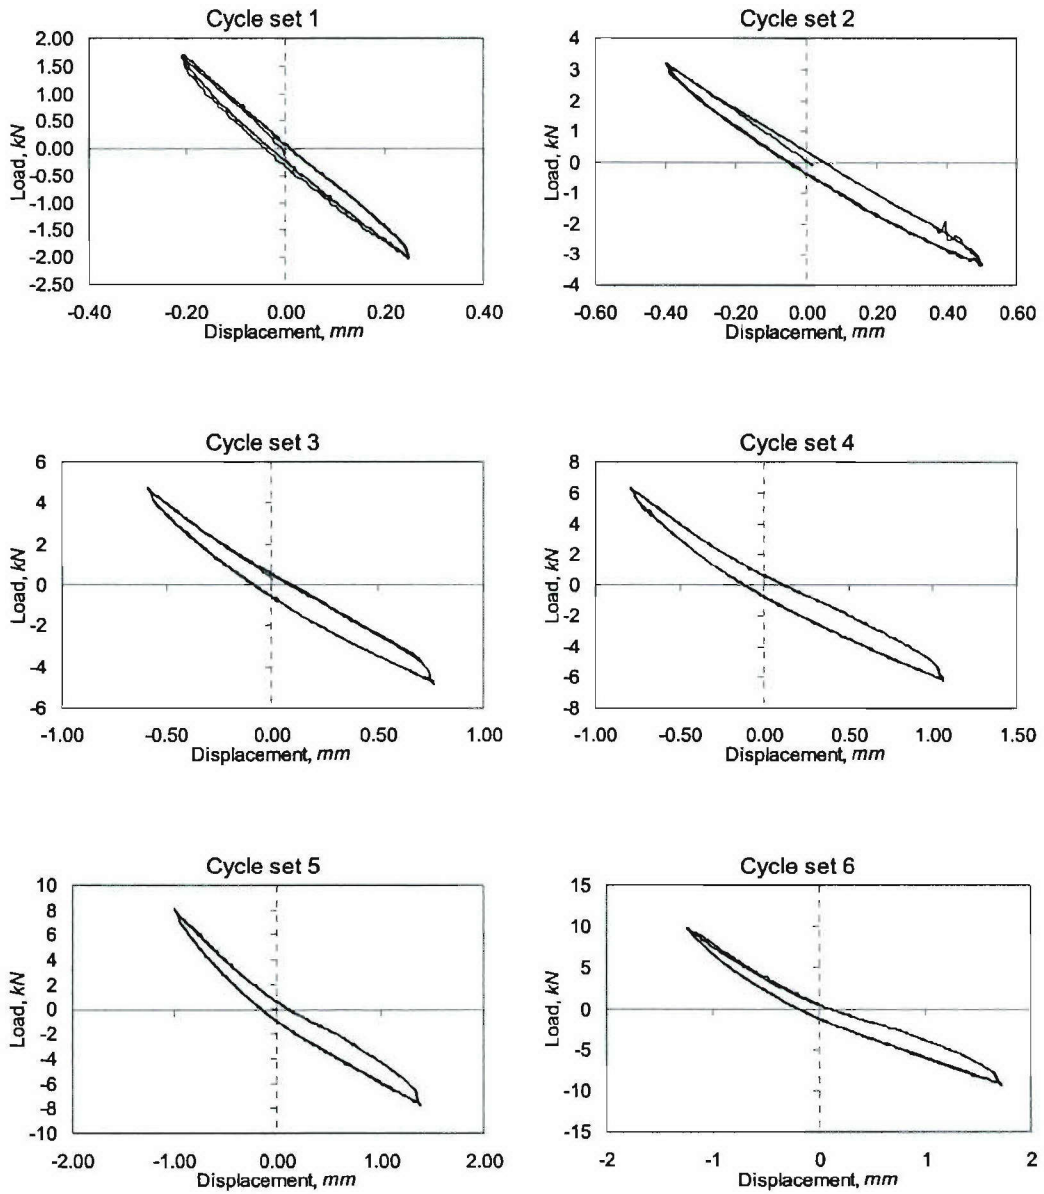 Cycle set 1
2.00
1.50
1.00
0.50
0.00
-0.50
-1.00
-1.50
-2.00
-2.50
Load, kN
-0.40 -0.20 0.00 0.20 0.40
Displacement, mm
Cycle set 2
4
3
2
1
0
-1
-2
-3
-4
Load, kN
-0.60 -0.40 -0.20 0.00 0.20 0.40 0.60
Displacement, mm
Cycle set 3
6
4
2
0
-2
-4
-6
Load, kN
-1.00 -0.50 0.00 0.50 1.00
Displacement, mm
Cycle set 4
8
6
4
2
0
-2
-4
-6
-8
Load, kN
-1.00 -0.50 0.00 0.50 1.00 1.50
Displacement, mm
Cycle set 5
10
8
6
4
2
0
-2
-4
-6
-8
-10
Load, kN
-2.00 -1.00 0.00 1.00 2.00
Displacement, mm
Cycle set 6
15
10
5
0
-5
-10
-15
Load, kN
-2 -1 0 1 2
Displacement, mm